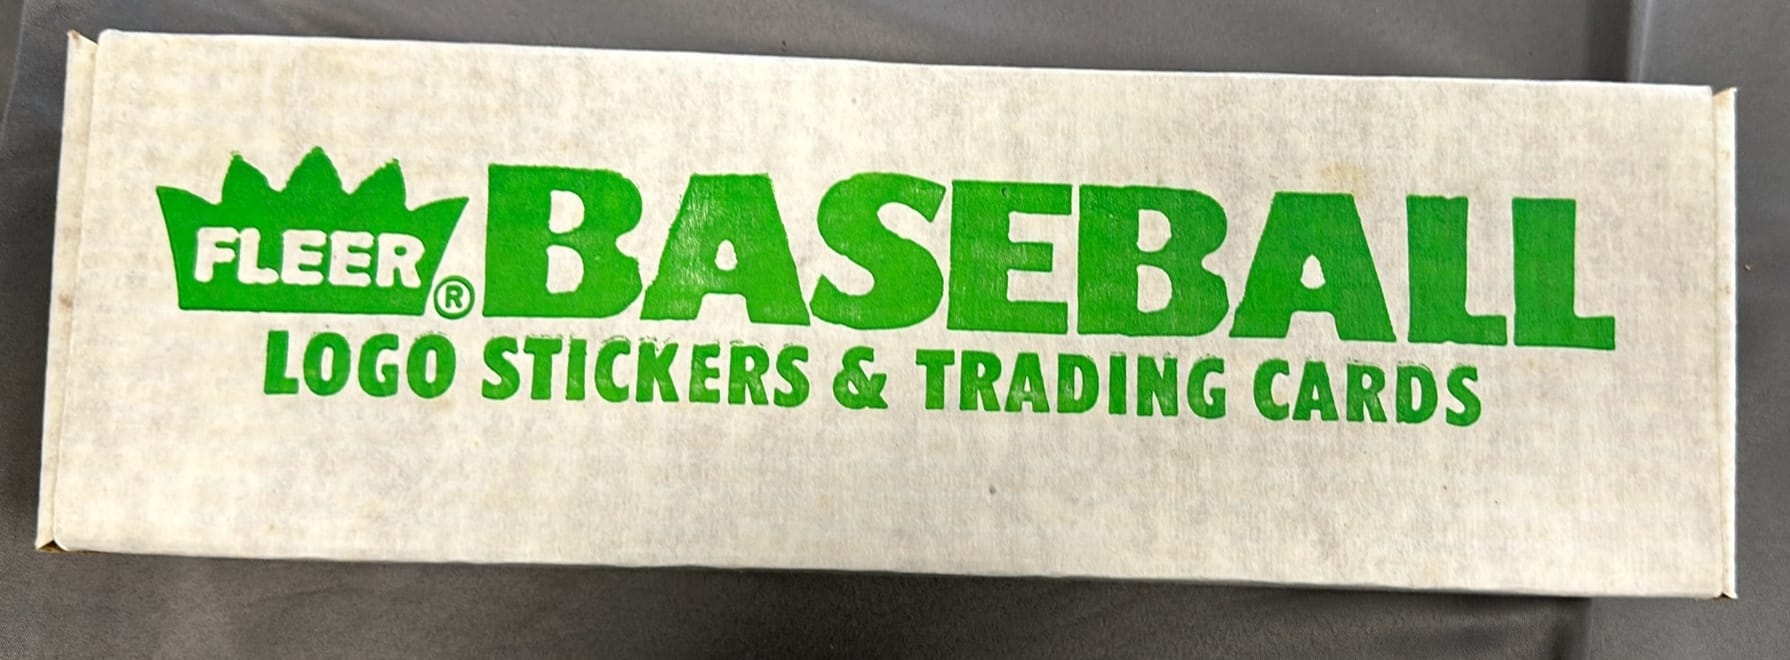 FLEER® BASEBALL
LOGO STICKERS & TRADING CARDS